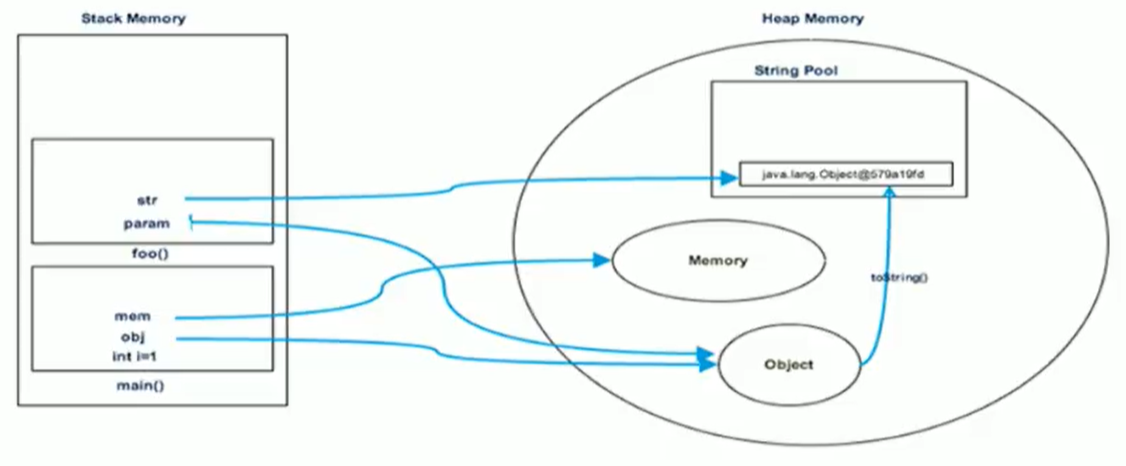 Stack Memory
Heap Memory
String Pool
java.lang.Object@579a19fd
str
param
foo()
Memory
toString()
mem
obj
int i=1
Object
main()